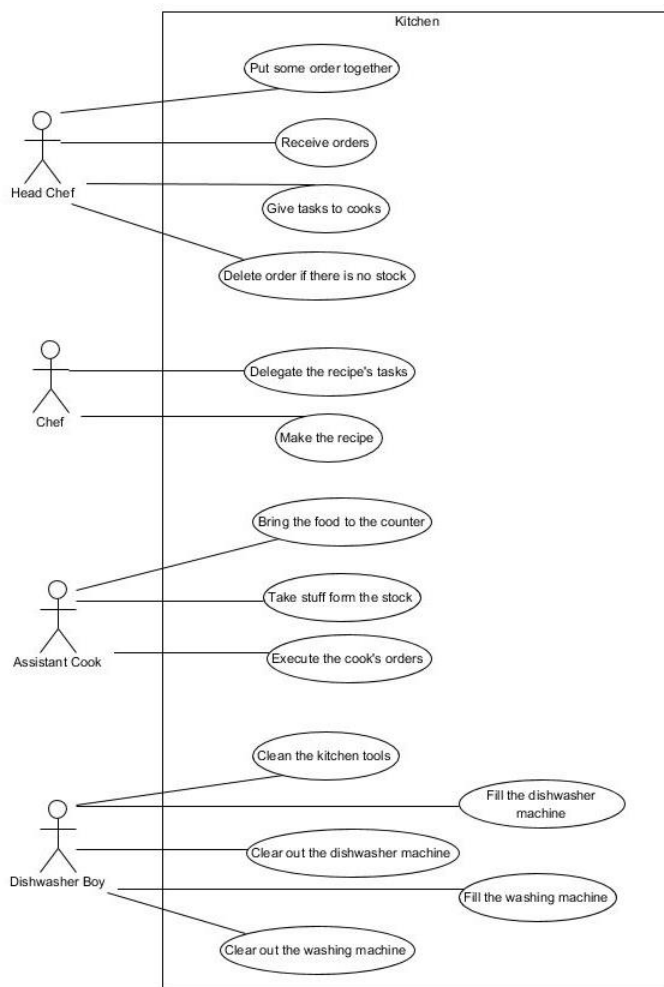 Kitchen
Put some order together
Receive orders
Head Chef
Give tasks to cooks
Delete order if there is no stock
Delegate the recipe's tasks
Chef
Make the recipe
Bring the food to the counter
Take stuff form the stock
Assistant Cook
Execute the cook's orders
Clean the kitchen tools
Fill the dishwasher
machine
Clear out the dishwasher machine
Dishwasher Boy
Fill the washing machine
Clear out the washing machine